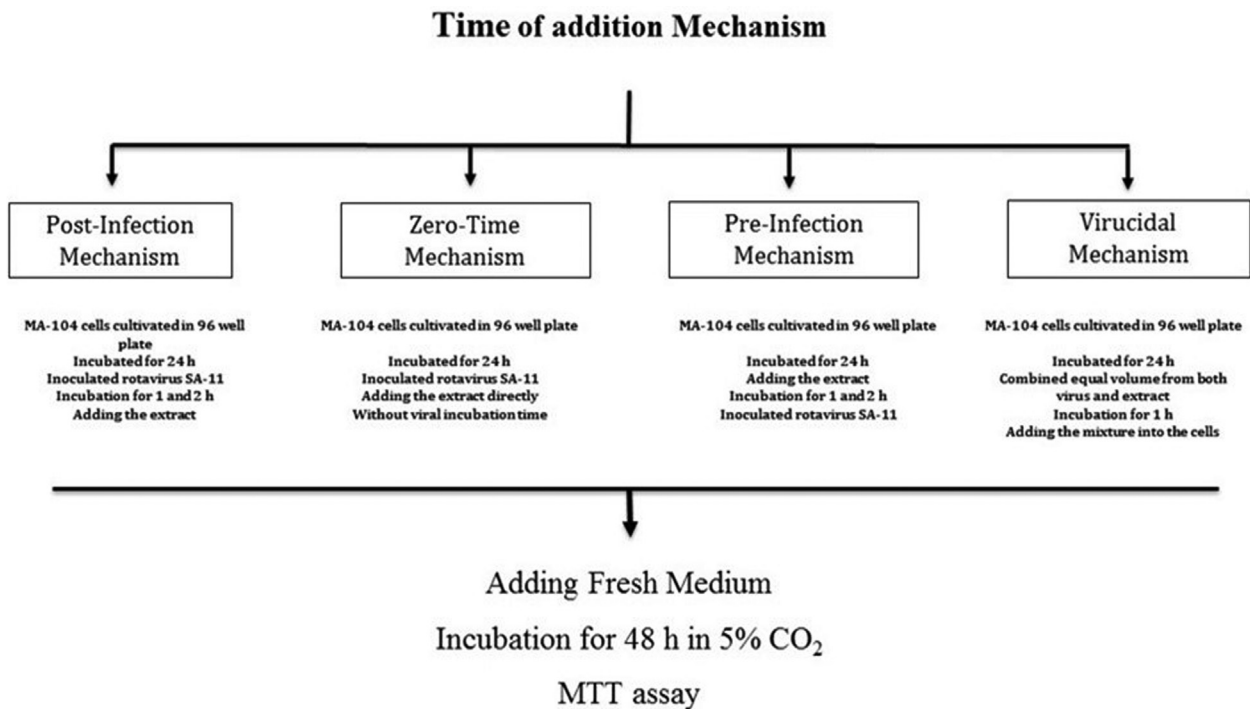 Time of addition Mechanism
Post-Infection
Mechanism
Zero-Time
Mechanism
Pre-Infection
Mechanism
Virucidal
Mechanism
MA-104 cells cultivated in 96 well
plate
Incubated for 24 h
Inoculated rotavirus SA-11
Incubation for 1 and 2 h
Adding the extract
MA-104 cells cultivated in 96 well plate
Incubated for 24 h
Inoculated rotavirus SA-11
Adding the extract directly
Without viral incubation time
MA-104 cells cultivated in 96 well plate
Incubated for 24 h
Adding the extract
Incubation for 1 and 2 h
Inoculated rotavirus SA-11
MA-104 cells cultivated in 96 well plate
Incubated for 24 h
Combined equal volume from both
virus and extract
Incubation for 1 h
Adding the mixture into the cells
Adding Fresh Medium
Incubation for 48 h in 5% CO₂
MTT assay